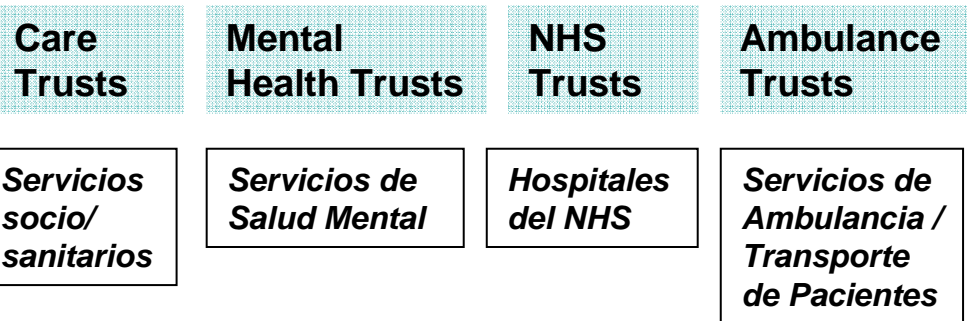 Care
Trusts
Mental
Health Trusts
NHS
Trusts
Ambulance
Trusts
Servicios
socio/
sanitarios
Servicios de
Salud Mental
Hospitales
del NHS
Servicios de
Ambulancia /
Transporte
de Pacientes